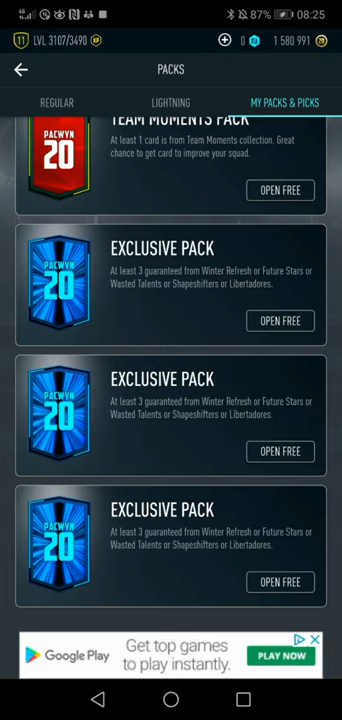 4G
87%
08:25
11
LVL 3107/3490
XP
0
1 580 991
20
PACKS
REGULAR
LIGHTNING
MY PACKS & PICKS
TEAM MOMENTS PACK
At least 1 card is from Team Moments collection. Great
chance to get card to improve your squad.
PACWYN
20
OPEN FREE
EXCLUSIVE PACK
At least 3 guaranteed from Winter Refresh or Future Stars or
Wasted Talents or Shapeshifters or Libertadores.
PACWYN
20
OPEN FREE
EXCLUSIVE PACK
At least 3 guaranteed from Winter Refresh or Future Stars or
Wasted Talents or Shapeshifters or Libertadores.
PACWYN
20
OPEN FREE
EXCLUSIVE PACK
At least 3 guaranteed from Winter Refresh or Future Stars or
Wasted Talents or Shapeshifters or Libertadores.
PACWYN
20
OPEN FREE
Google Play
Get top games
to play instantly.
PLAY NOW